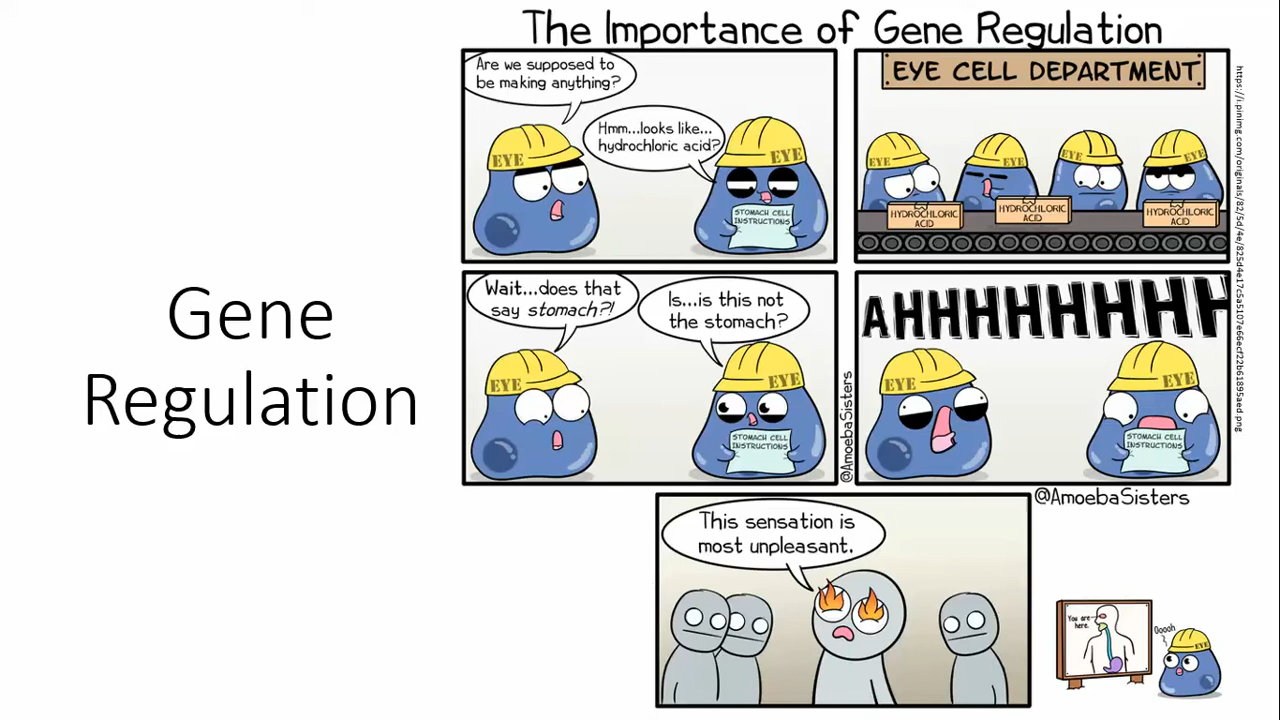 Gene
Regulation
The Importance of Gene Regulation
Are we supposed to
be making anything?
Hmm...looks like...
hydrochloric acid?
EYE
EYE
STOMACH CELL
INSTRUCTIONS
EYE CELL DEPARTMENT
EYE
EYE
EYE
EYE
HYDROCHLORIC
ACID
HYDROCHLORIC
ACID
HYDROCHLORIC
ACID
Wait...does that
say stomach?!
Is...is this not
the stomach?
EYE
EYE
STOMACH CELL
INSTRUCTIONS
@AmoebaSisters
AHHHHHHHHH
EYE
EYE
STOMACH CELL
INSTRUCTIONS
@AmoebaSisters
This sensation is
most unpleasant.
You are
here.
Ooooh
EYE